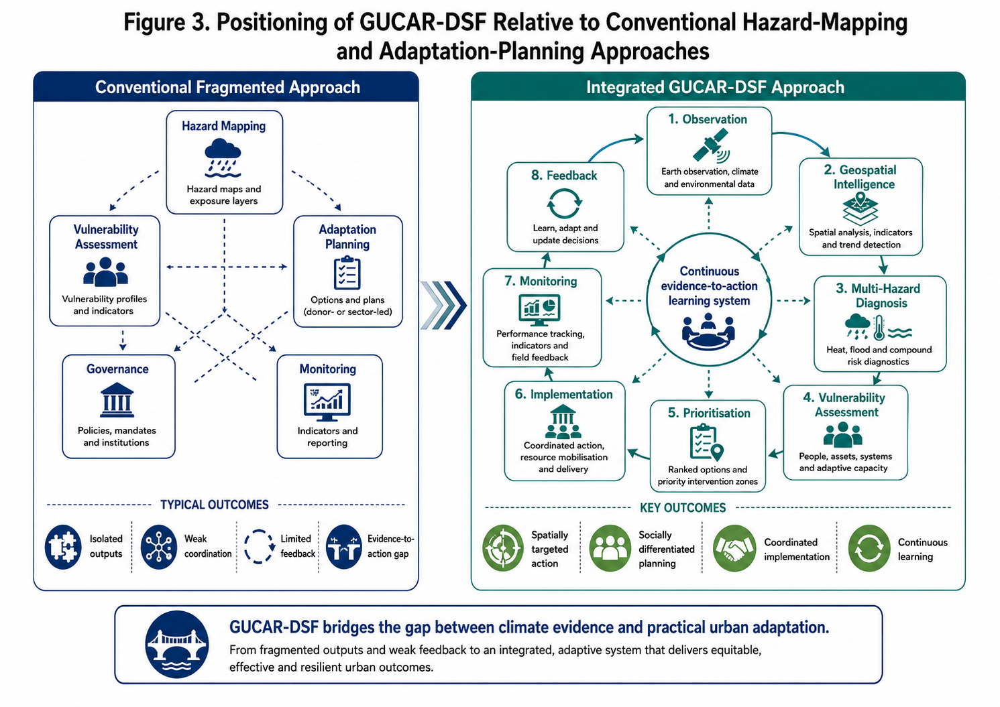 Figure 3. Positioning of GUCAR-DSF Relative to Conventional Hazard-Mapping
and Adaptation-Planning Approaches
Conventional Fragmented Approach
Hazard Mapping
Hazard maps and
exposure layers
Vulnerability
Assessment
Vulnerability profiles
and indicators
Adaptation
Planning
Options and plans
(donor- or sector-led)
Governance
Policies, mandates
and institutions
Monitoring
Indicators and
reporting
TYPICAL OUTCOMES
Isolated
outputs
Weak
coordination
Limited
feedback
Evidence-to-
action gap
Integrated GUCAR-DSF Approach
1. Observation
Earth observation, climate
and environmental data
2. Geospatial
Intelligence
Spatial analysis, indicators
and trend detection
3. Multi-Hazard
Diagnosis
Heat, flood and compound
risk diagnostics
4. Vulnerability
Assessment
People, assets, systems
and adaptive capacity
5. Prioritisation
Ranked options and
priority intervention zones
6. Implementation
Coordinated action,
resource mobilisation
and delivery
7. Monitoring
Performance tracking,
indicators and
field feedback
8. Feedback
Learn, adapt and
update decisions
Continuous
evidence-to-action
learning system
KEY OUTCOMES
Spatially
targeted
action
Socially
differentiated
planning
Coordinated
implementation
Continuous
learning
GUCAR-DSF bridges the gap between climate evidence and practical urban adaptation.
From fragmented outputs and weak feedback to an integrated, adaptive system that delivers equitable,
effective and resilient urban outcomes.